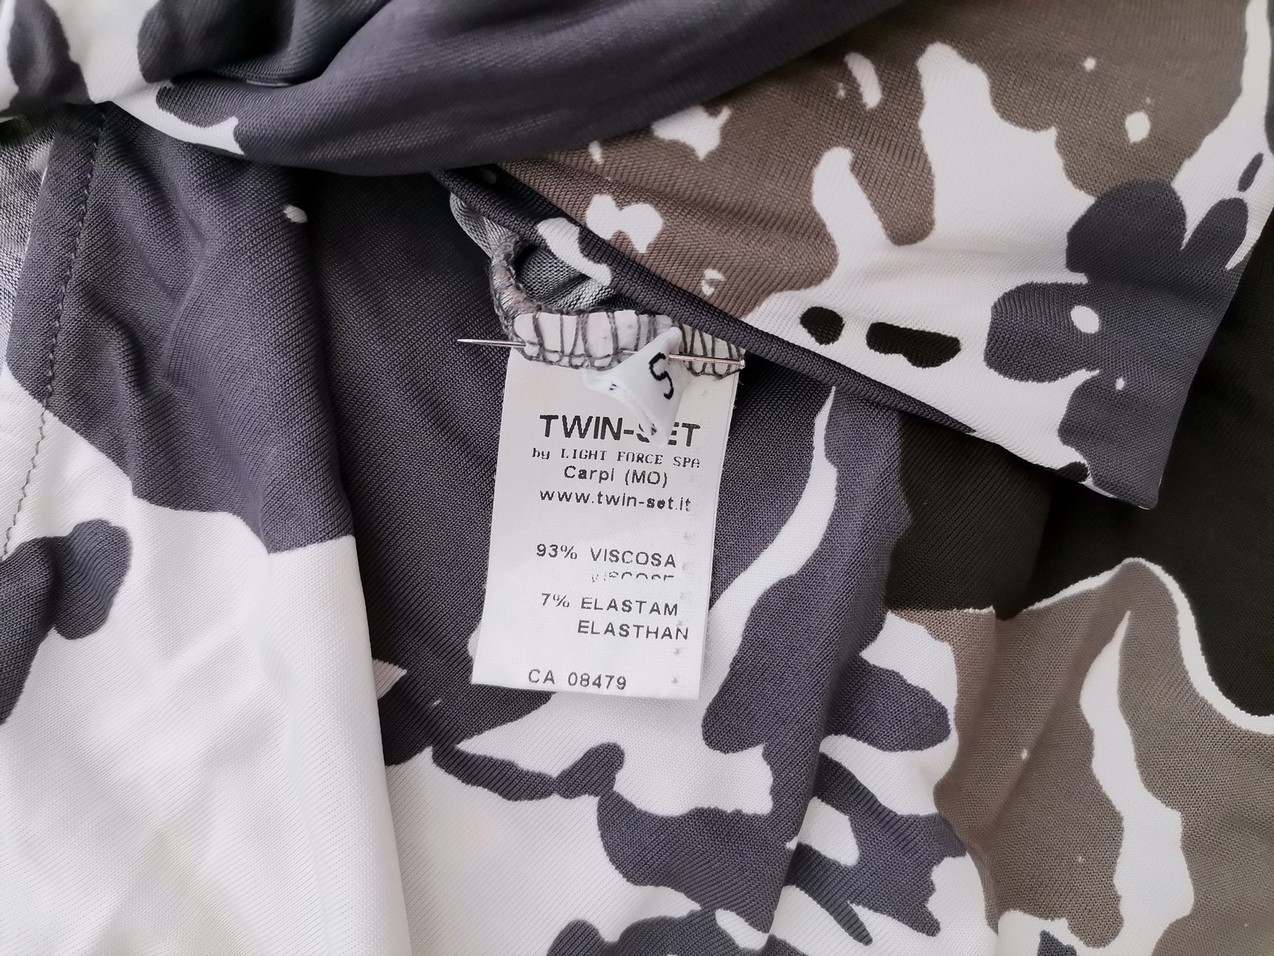 S
TWIN-SET
by LIGHT FORCE SPA
Carpi (MO)
www.twin-set.it
93% VISCOSA
VISCOSE
7% ELASTAM
ELASTHAN
CA 08479